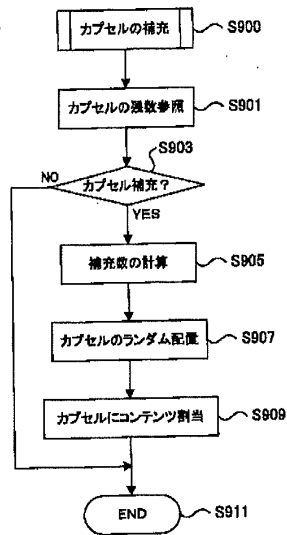 カプセルの補充
S900
カプセルの残数参照
S901
S903
NO
カプセル補充?
YES
補充数の計算
S905
カプセルのランダム配置
S907
カプセルにコンテンツ割当
S909
END
S911